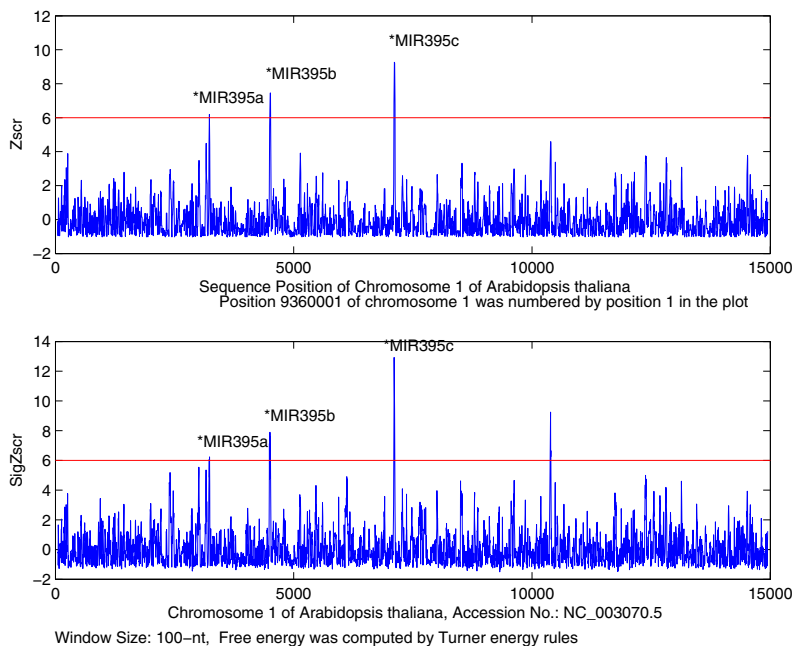 12
10
8
6
4
2
0
−2
Zscr
*MIR395a
*MIR395b
*MIR395c
0
5000
10000
15000
Sequence Position of Chromosome 1 of Arabidopsis thaliana
Position 9360001 of chromosome 1 was numbered by position 1 in the plot
14
12
10
8
6
4
2
0
−2
SigZscr
*MIR395a
*MIR395b
*MIR395c
0
5000
10000
15000
Chromosome 1 of Arabidopsis thaliana, Accession No.: NC_003070.5
Window Size: 100−nt, Free energy was computed by Turner energy rules